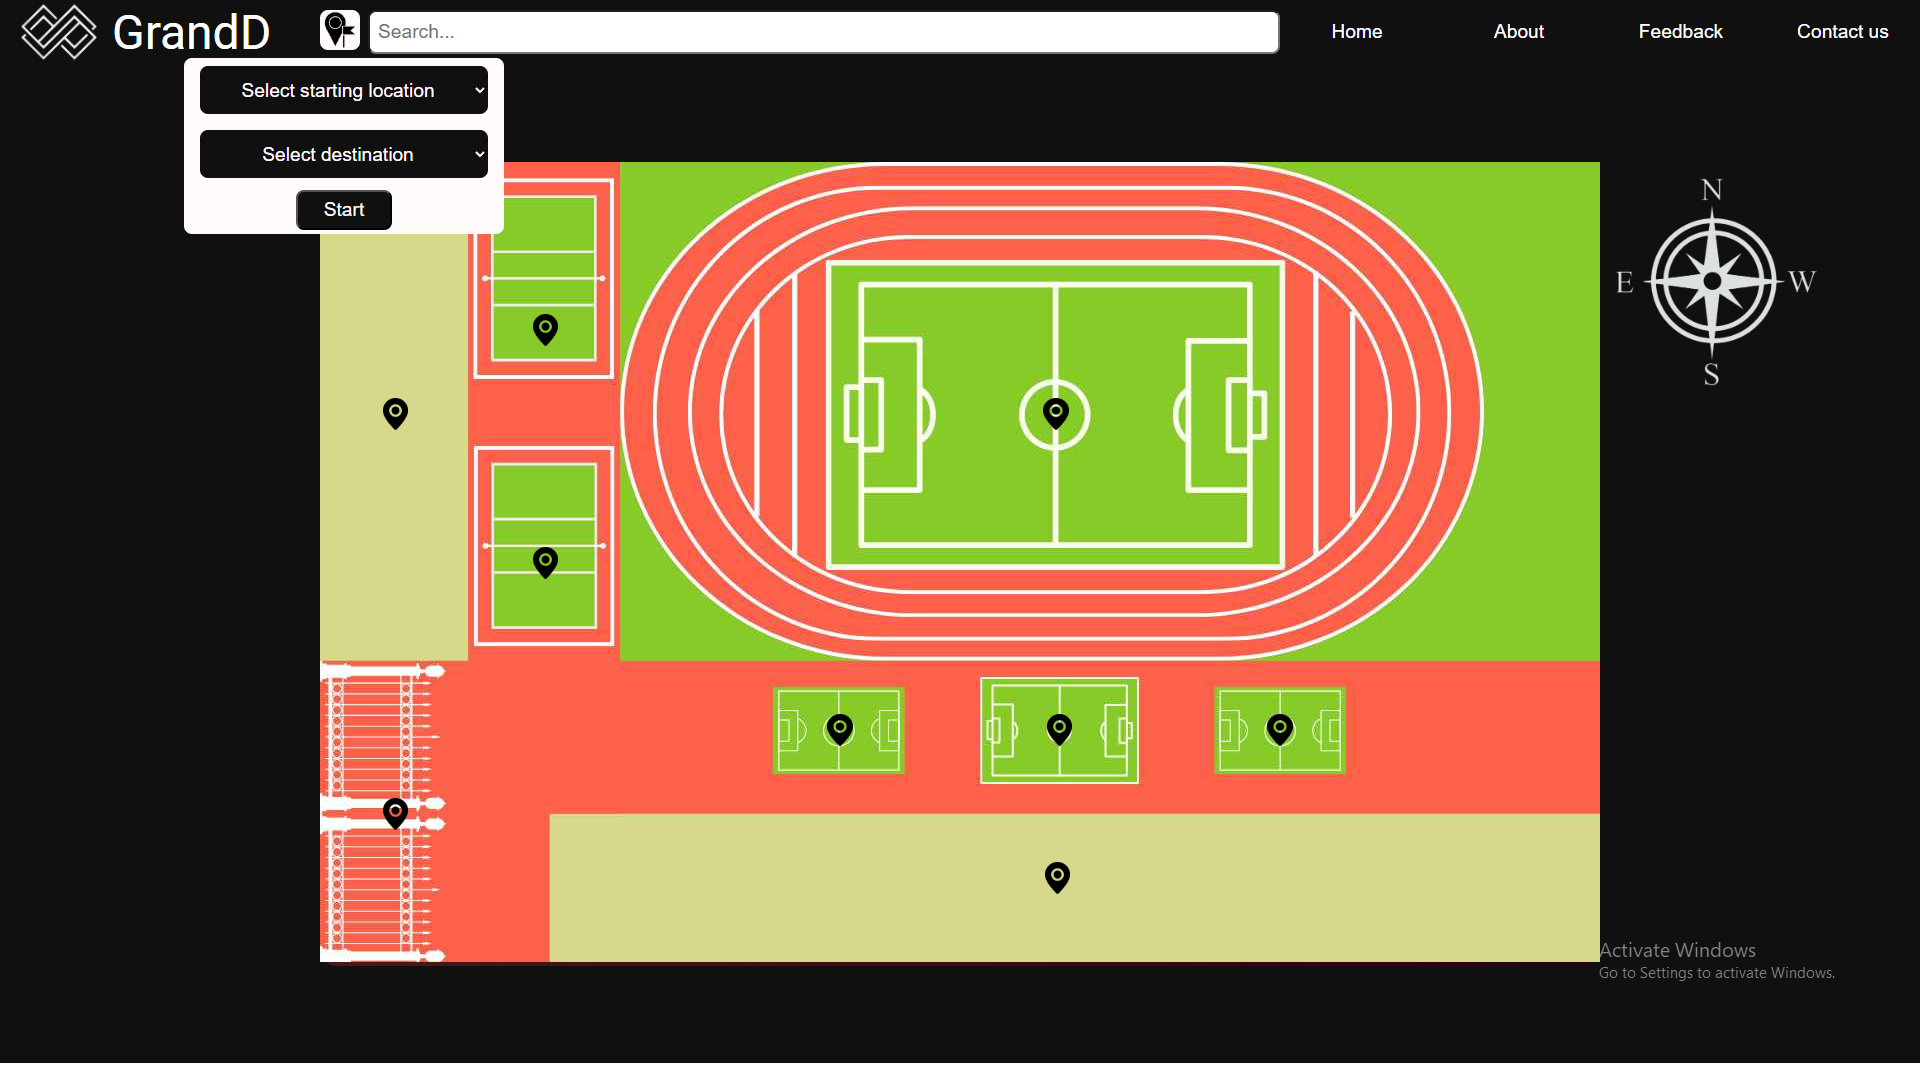 GrandD
Search...
Home
About
Feedback
Contact us
Select starting location
Select destination
Start
N
E
W
S
Activate Windows
Go to Settings to activate Windows.